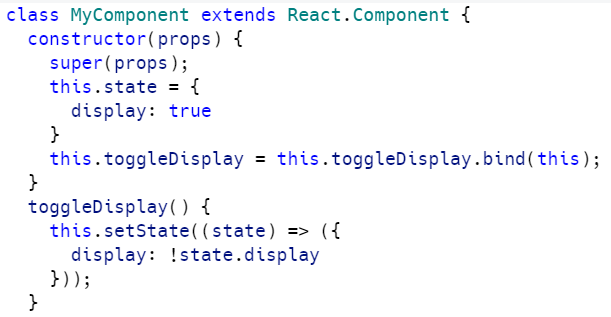 class MyComponent extends React.Component {
  constructor(props) {
    super(props);
    this.state = {
      display: true
    }
    this.toggleDisplay = this.toggleDisplay.bind(this);
  }
  toggleDisplay() {
    this.setState((state) => ({
      display: !state.display
    }));
  }